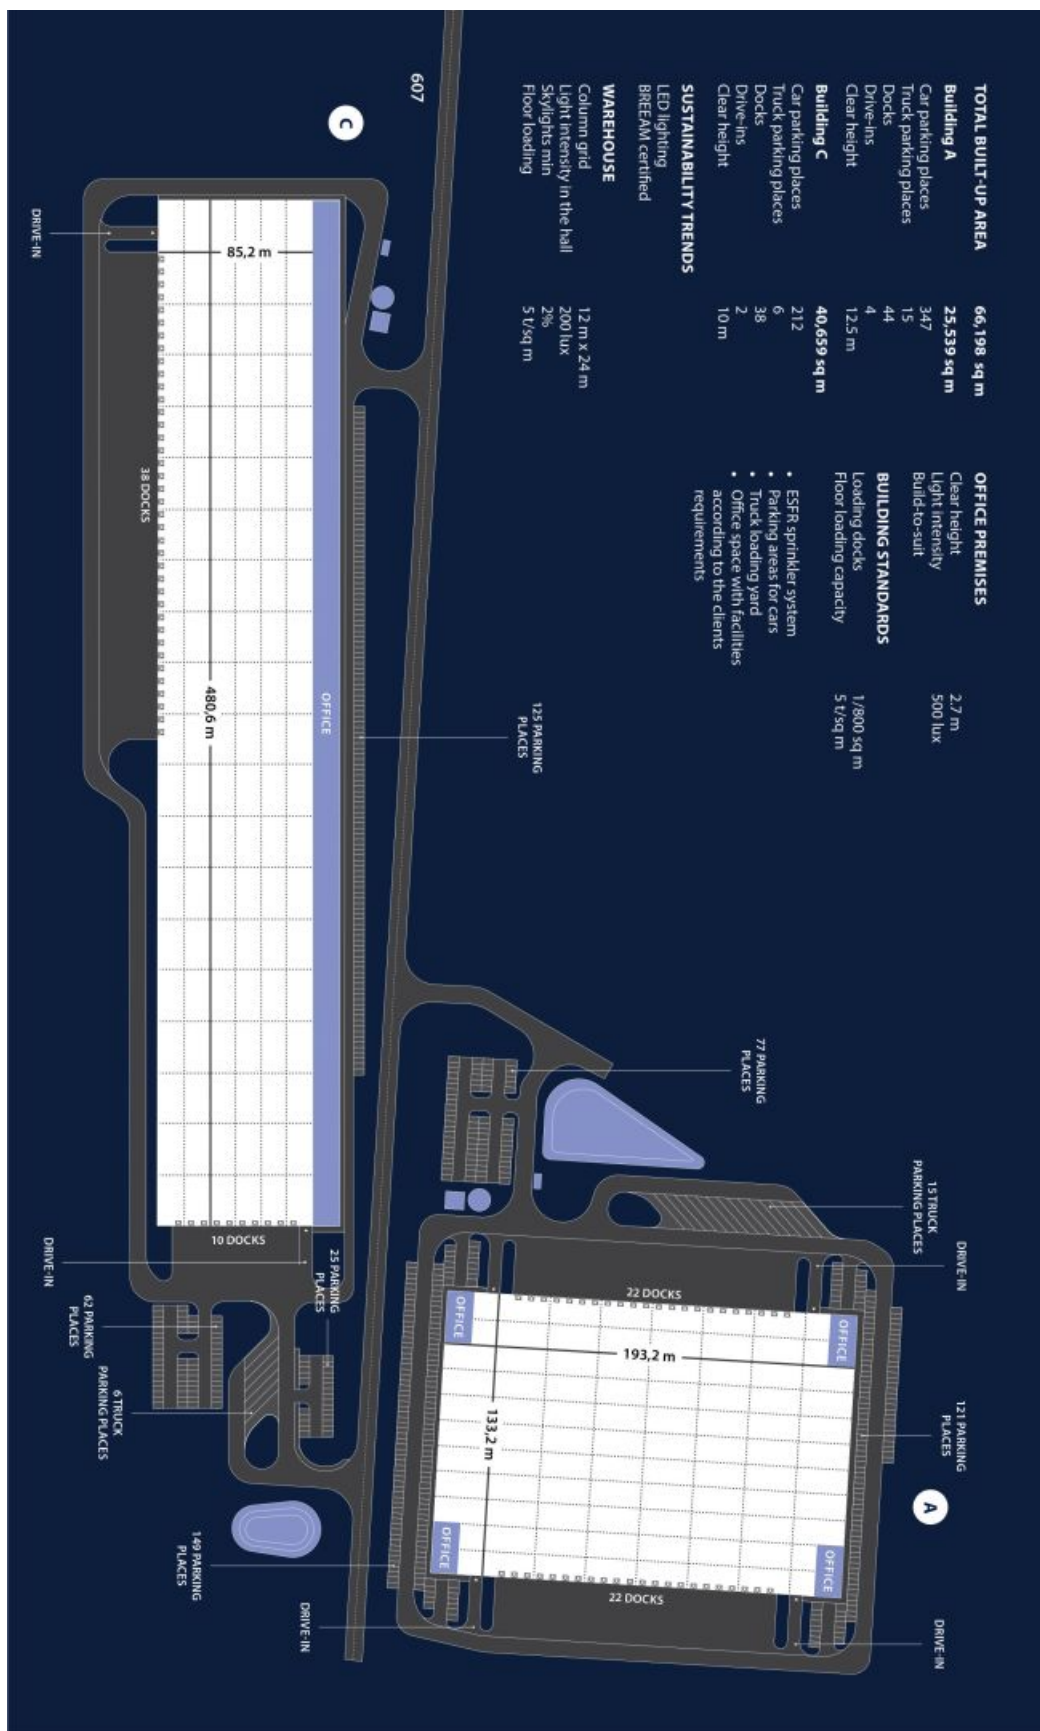 TOTAL BUILT-UP AREA 66,198 sq m
Building A 25,539 sq m
Car parking places 347
Truck parking places 15
Docks 44
Drive-ins 4
Clear height 12.5 m
Building C 40,659 sq m
Car parking places 212
Truck parking places 6
Docks 38
Drive-ins 2
Clear height 10 m
SUSTAINABILITY TRENDS
LED lighting
BREEAM certified
WAREHOUSE
Column grid 12 m x 24 m
Light intensity in the hall 200 lux
Skylights min 2%
Floor loading 5 t/sq m
OFFICE PREMISES
Clear height 2.7 m
Light intensity 500 lux
Build-to-suit
BUILDING STANDARDS
Loading docks 1/800 sq m
Floor loading capacity 5 t/sq m
• ESFR sprinkler system
• Parking areas for cars
• Truck loading yard
• Office space with facilities
according to the clients
requirements
607
C
125 PARKING
PLACES
77 PARKING
PLACES
15 TRUCK
PARKING PLACES
DRIVE-IN
121 PARKING
PLACES
A
DRIVE-IN
OFFICE
OFFICE
22 DOCKS
193,2 m
22 DOCKS
133,2 m
OFFICE
OFFICE
OFFICE
85,2 m
480,6 m
38 DOCKS
DRIVE-IN
10 DOCKS
DRIVE-IN
25 PARKING
PLACES
62 PARKING
PLACES
6 TRUCK
PARKING PLACES
149 PARKING
PLACES
DRIVE-IN